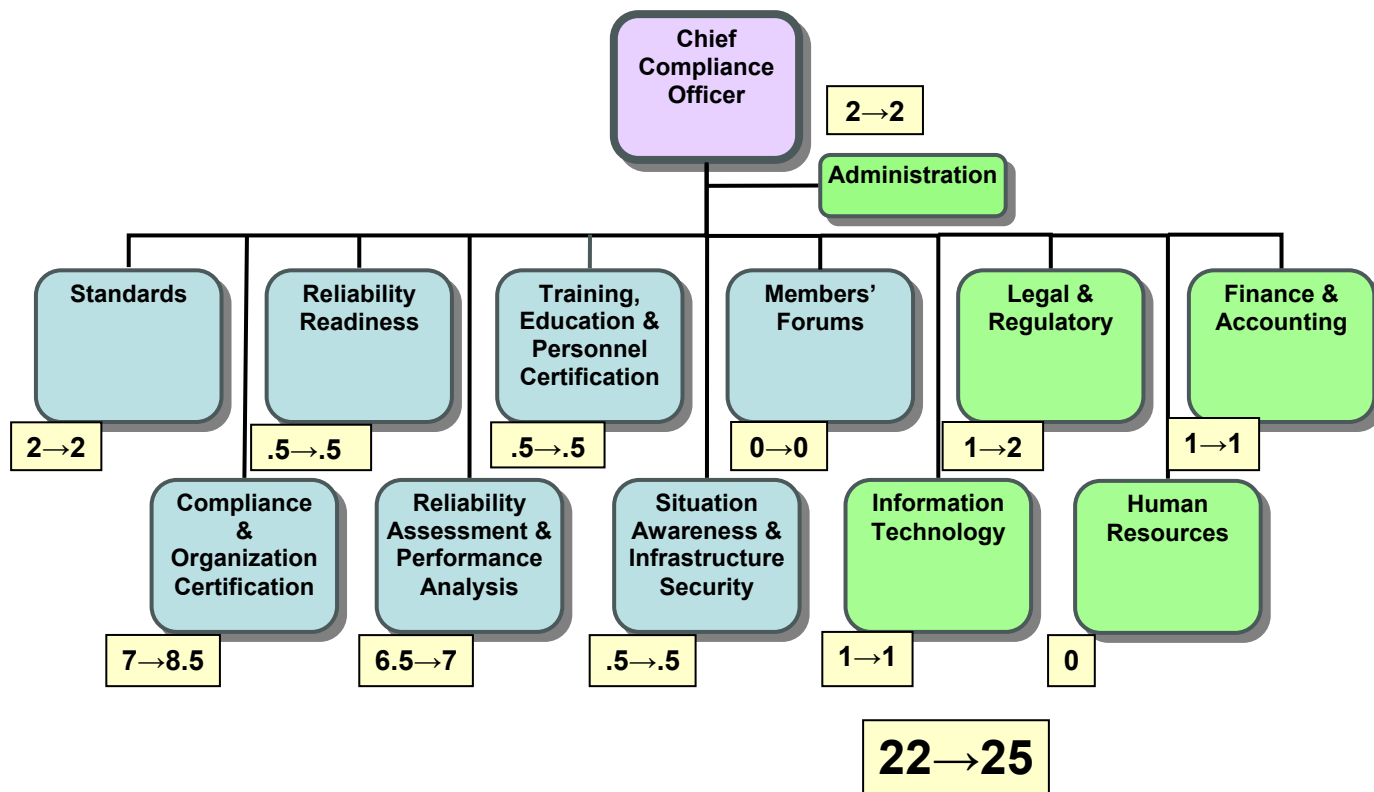 Chief
Compliance
Officer
2→2
Administration
Standards
2→2
Reliability
Readiness
.5→.5
Training,
Education &
Personnel
Certification
.5→.5
Members’
Forums
0→0
Legal &
Regulatory
1→2
Finance &
Accounting
1→1
Compliance
&
Organization
Certification
7→8.5
Reliability
Assessment &
Performance
Analysis
6.5→7
Situation
Awareness &
Infrastructure
Security
.5→.5
Information
Technology
1→1
Human
Resources
0
22→25